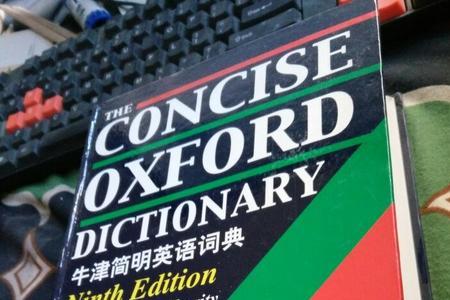 THE
CONCISE
OXFORD
DICTIONARY
牛津简明英语词典
Ninth Edition